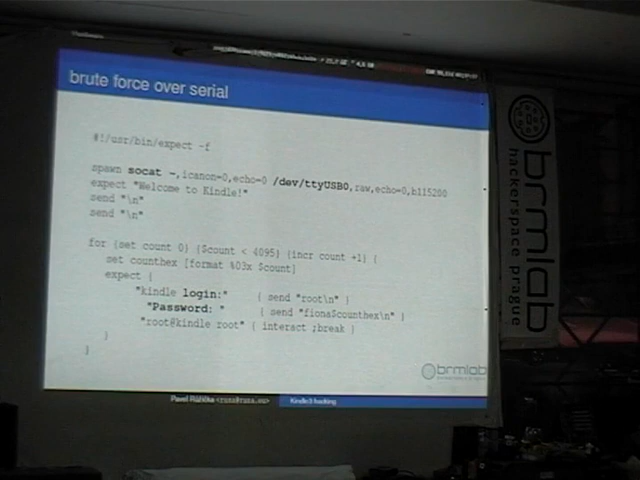 brute force over serial
#!/usr/bin/expect -f
spawn socat -,icanon=0,echo=0 /dev/ttyUSB0,raw,echo=0,b115200
expect "Welcome to Kindle!"
send "\n"
send "\n"
for {set count 0} {$count < 4095} {incr count +1} {
set counthex [format %03x $count]
expect {
"kindle login:" { send "root\n" }
"Password: " { send "fiona$counthex\n" }
"root@kindle root" { interact ;break }
}
}
brmlab
Pavel Růžička
Kindle3 hacking
brmlab
hackerspace prague